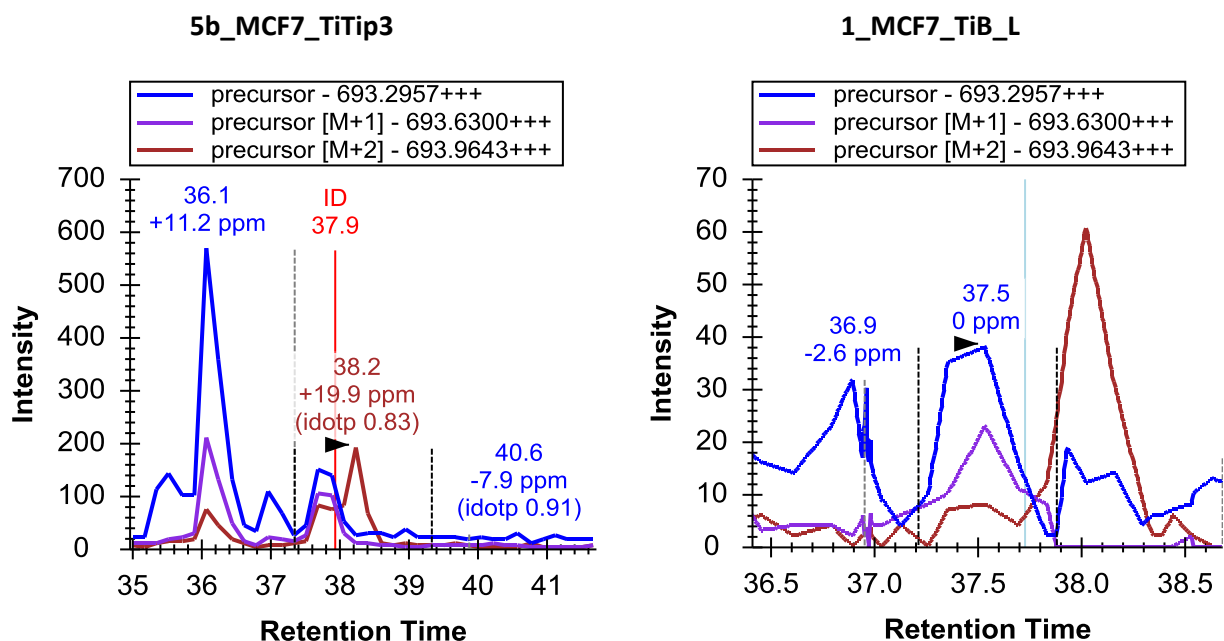 5b_MCF7_TiTip3
precursor - 693.2957+++
precursor [M+1] - 693.6300+++
precursor [M+2] - 693.9643+++
700
600
500
400
300
200
100
0
Intensity
36.1
+11.2 ppm
ID
37.9
38.2
+19.9 ppm
(idotp 0.83)
40.6
-7.9 ppm
(idotp 0.91)
35 36 37 38 39 40 41
Retention Time
1_MCF7_TiB_L
precursor - 693.2957+++
precursor [M+1] - 693.6300+++
precursor [M+2] - 693.9643+++
70
60
50
40
30
20
10
0
Intensity
36.9
-2.6 ppm
37.5
0 ppm
36.5 37.0 37.5 38.0 38.5
Retention Time